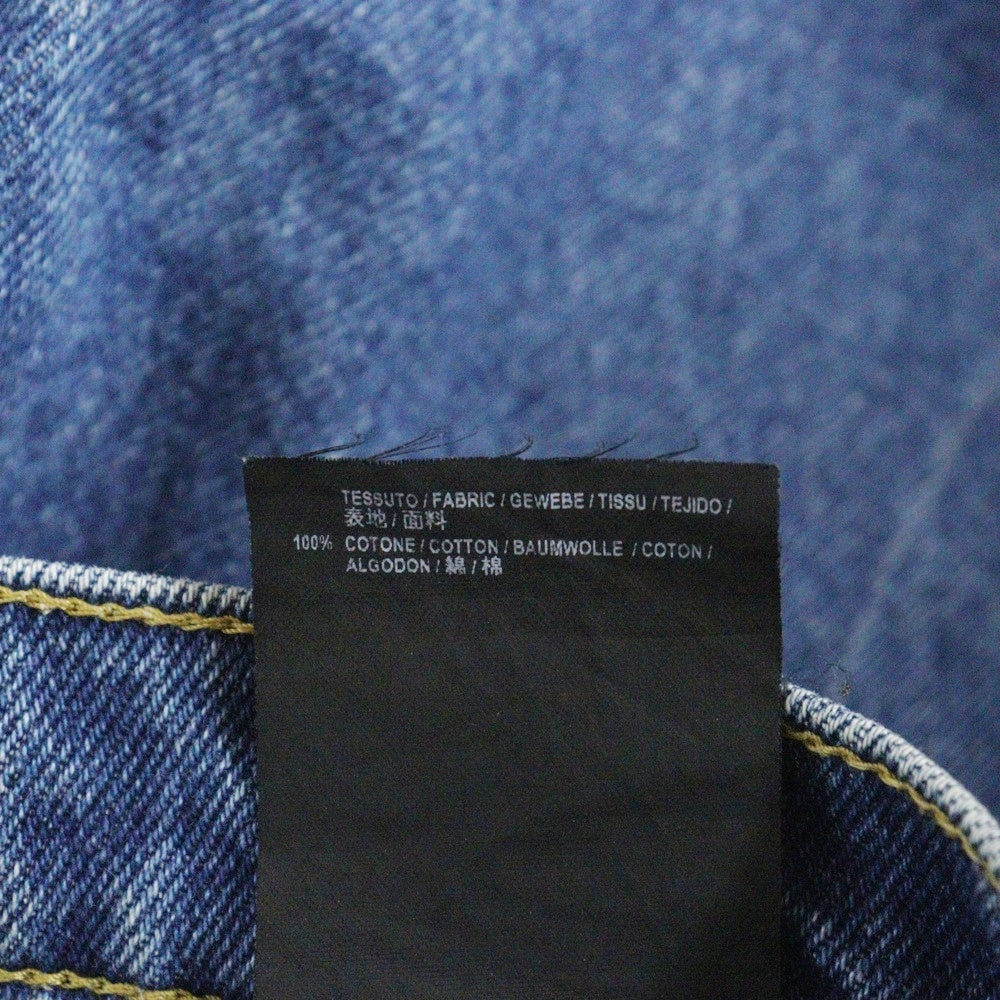 TESSUTO / FABRIC / GEWEBE / TISSU / TEJIDO /
表地 / 面料
100% COTONE / COTTON / BAUMWOLLE / COTON /
ALGODON / 綿 / 棉